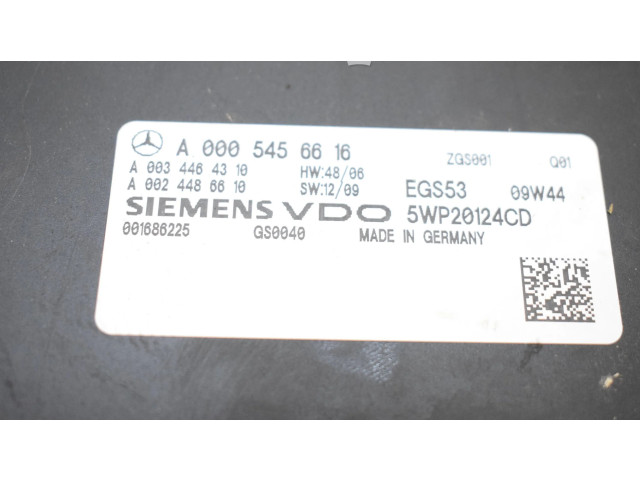 A 000 545 66 16 ZGS001 Q01
A 003 446 43 10 HW:48/06
A 002 448 66 10 SW:12/09 EGS53 09W44
SIEMENS VDO 5WP20124CD
001686225 GS0040 MADE IN GERMANY